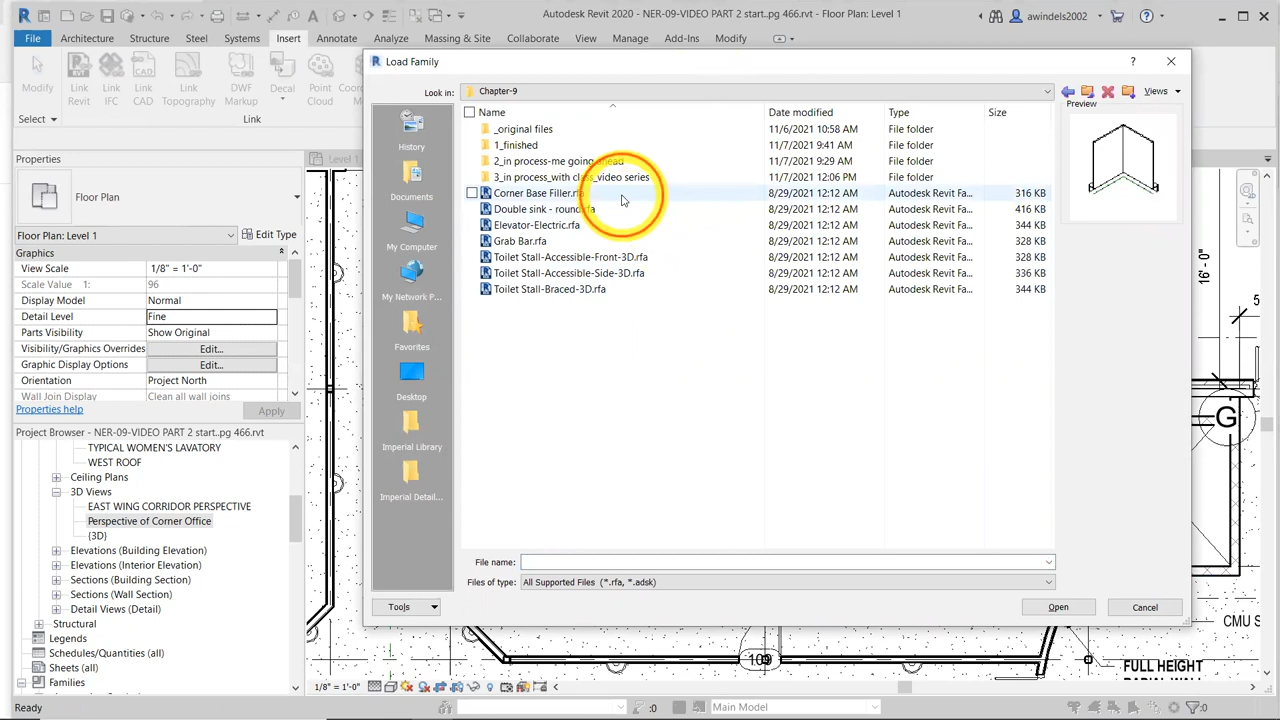 Autodesk Revit 2020 - NER-09-VIDEO PART 2 start..pg 466.rvt - Floor Plan: Level 1
awindels2002
File Architecture Structure Steel Systems Insert Annotate Analyze Massing & Site Collaborate View Manage Add-Ins Modify
Modify
Link Revit
Link IFC
Link CAD
Link Topography
DWF Markup
Decal
Point Cloud
Select
Link
Load Family
Look in: Chapter-9
Views
Name Date modified Type Size
Preview
_original files 11/6/2021 10:58 AM File folder
1_finished 11/7/2021 9:41 AM File folder
2_in process-me going ahead 11/7/2021 9:29 AM File folder
3_in process_with class_video series 11/7/2021 12:06 PM File folder
Corner Base Filler.rfa 8/29/2021 12:12 AM Autodesk Revit Fa... 316 KB
Double sink - round.rfa 8/29/2021 12:12 AM Autodesk Revit Fa... 416 KB
Elevator-Electric.rfa 8/29/2021 12:12 AM Autodesk Revit Fa... 344 KB
Grab Bar.rfa 8/29/2021 12:12 AM Autodesk Revit Fa... 328 KB
Toilet Stall-Accessible-Front-3D.rfa 8/29/2021 12:12 AM Autodesk Revit Fa... 328 KB
Toilet Stall-Accessible-Side-3D.rfa 8/29/2021 12:12 AM Autodesk Revit Fa... 336 KB
Toilet Stall-Braced-3D.rfa 8/29/2021 12:12 AM Autodesk Revit Fa... 344 KB
History
Documents
My Computer
My Network P...
Favorites
Desktop
Imperial Library
Imperial Detail...
File name:
Files of type: All Supported Files (*.rfa, *.adsk)
Tools
Open
Cancel
Level 1
Properties
Floor Plan
Floor Plan: Level 1
Edit Type
Graphics
View Scale 1/8" = 1'-0"
Scale Value 1: 96
Display Model Normal
Detail Level Fine
Parts Visibility Show Original
Visibility/Graphics Overrides Edit...
Graphic Display Options Edit...
Orientation Project North
Wall Join Display Clean all wall joins
Properties help
Apply
Project Browser - NER-09-VIDEO PART 2 start..pg 466.rvt
TYPICAL WOMEN'S LAVATORY
WEST ROOF
Ceiling Plans
3D Views
EAST WING CORRIDOR PERSPECTIVE
Perspective of Corner Office
{3D}
Elevations (Building Elevation)
Elevations (Interior Elevation)
Sections (Building Section)
Sections (Wall Section)
Detail Views (Detail)
Structural
Legends
Schedules/Quantities (all)
Sheets (all)
Families
16' - 0"
5
G
CMU S
FULL HEIGHT
RADIAL WALL
1/8" = 1'-0"
Ready
:0
Main Model
:0